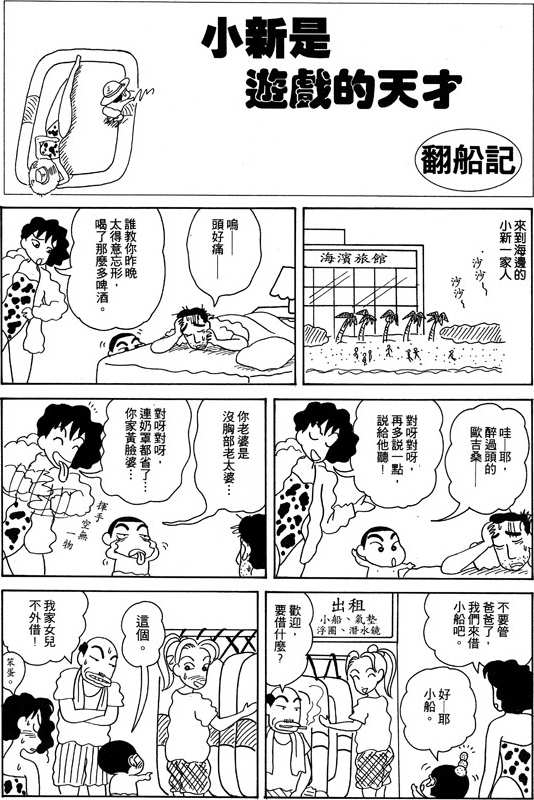 小新是
遊戲的天才
翻船記
來到海邊的
小新一家人
沙沙~
沙沙~
海濱旅館
嗚——
頭好痛——
誰教你昨晚
太得意忘形,
喝了那麼多啤酒。
哇—耶,
醉過頭的
歐吉桑——
對呀對呀,
再多說一點
說給他聽!
你老婆是
沒胸部老太婆…
對呀對呀,
連奶罩都省了…
你家黃臉婆…
揮手
空無一物
不要管
爸爸了,
我們來借
小船吧。
好—耶
小船。
出租
小船、氣墊
浮圈、潛水鏡
歡迎,
要借什麼?
這個。
我家女兒
不外借!
笨蛋。